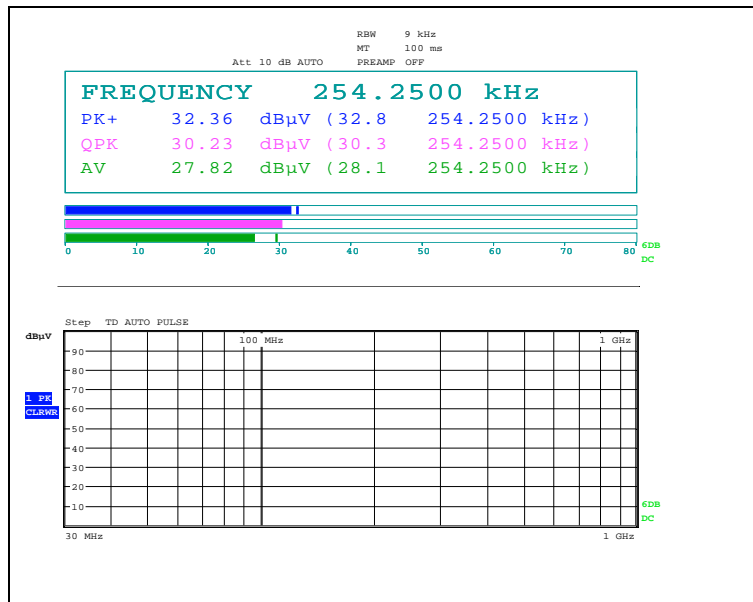 RBW 9 kHz
MT 100 ms
Att 10 dB AUTO PREAMP OFF
FREQUENCY 254.2500 kHz
PK+ 32.36 dBµV (32.8 254.2500 kHz)
QPK 30.23 dBµV (30.3 254.2500 kHz)
AV 27.82 dBµV (28.1 254.2500 kHz)
0 10 20 30 40 50 60 70 80
6DB
DC
Step TD AUTO PULSE
dBµV
100 MHz 1 GHz
90
80
70
1 PK
60
CLRWR
50
40
30
20
10
6DB
DC
30 MHz 1 GHz